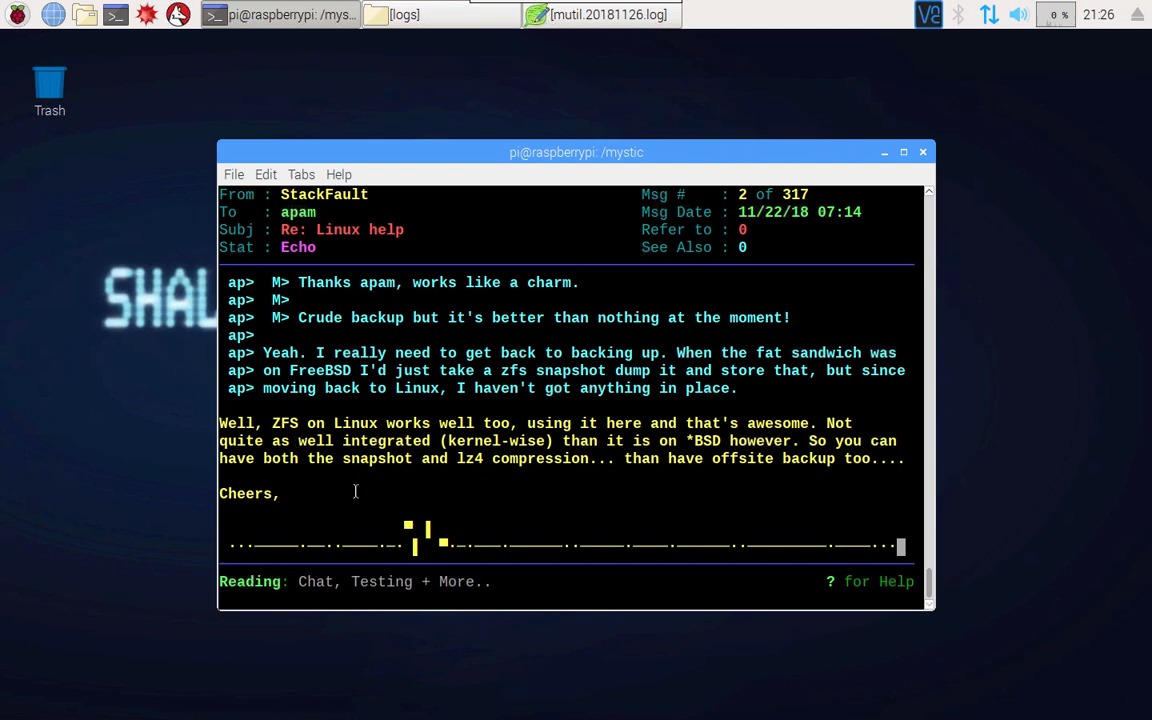 pi@raspberrypi: /mys...
[logs]
[mutil.20181126.log]
0 %
21:26
Trash
SHAL
pi@raspberrypi: /mystic
File Edit Tabs Help
From : StackFault Msg # : 2 of 317
To : apam Msg Date : 11/22/18 07:14
Subj : Re: Linux help Refer to : 0
Stat : Echo See Also : 0
ap> M> Thanks apam, works like a charm.
ap> M>
ap> M> Crude backup but it's better than nothing at the moment!
ap>
ap> Yeah. I really need to get back to backing up. When the fat sandwich was
ap> on FreeBSD I'd just take a zfs snapshot dump it and store that, but since
ap> moving back to Linux, I haven't got anything in place.
Well, ZFS on Linux works well too, using it here and that's awesome. Not
quite as well integrated (kernel-wise) than it is on *BSD however. So you can
have both the snapshot and lz4 compression... than have offsite backup too....
Cheers,
Reading: Chat, Testing + More.. ? for Help